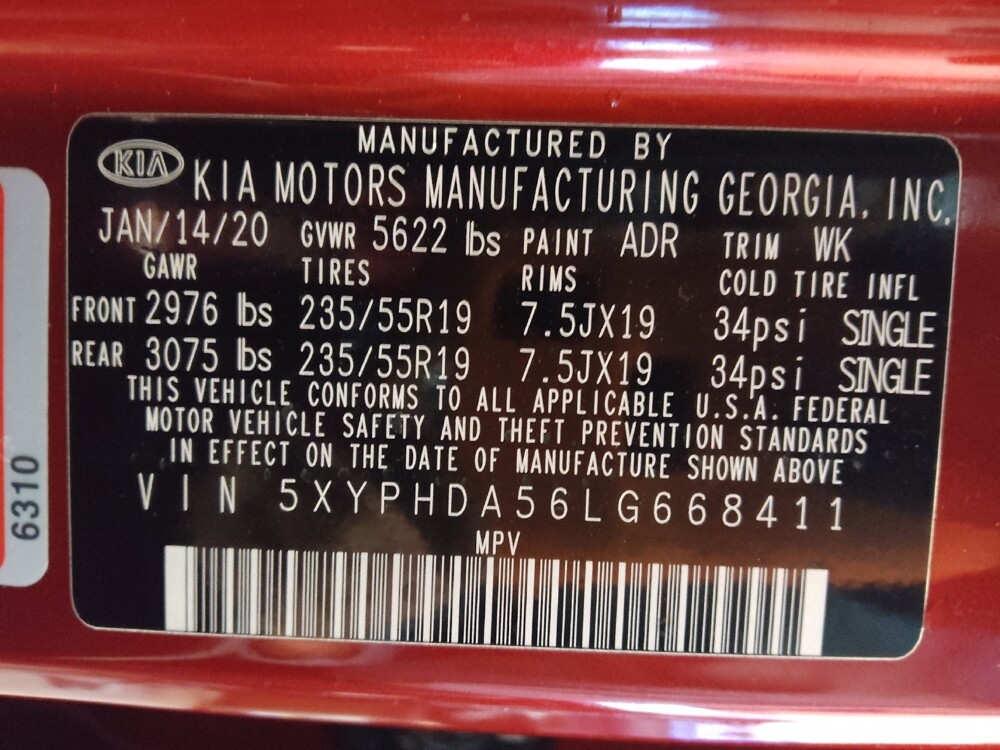 MANUFACTURED BY
KIA KIA MOTORS MANUFACTURING GEORGIA, INC.
JAN/14/20 GVWR 5622 lbs PAINT ADR TRIM WK
GAWR TIRES RIMS COLD TIRE INFL
FRONT 2976 lbs 235/55R19 7.5JX19 34psi SINGLE
REAR 3075 lbs 235/55R19 7.5JX19 34psi SINGLE
THIS VEHICLE CONFORMS TO ALL APPLICABLE U.S.A. FEDERAL
MOTOR VEHICLE SAFETY AND THEFT PREVENTION STANDARDS
IN EFFECT ON THE DATE OF MANUFACTURE SHOWN ABOVE
VIN 5XYPHDA56LG668411
MPV
6310